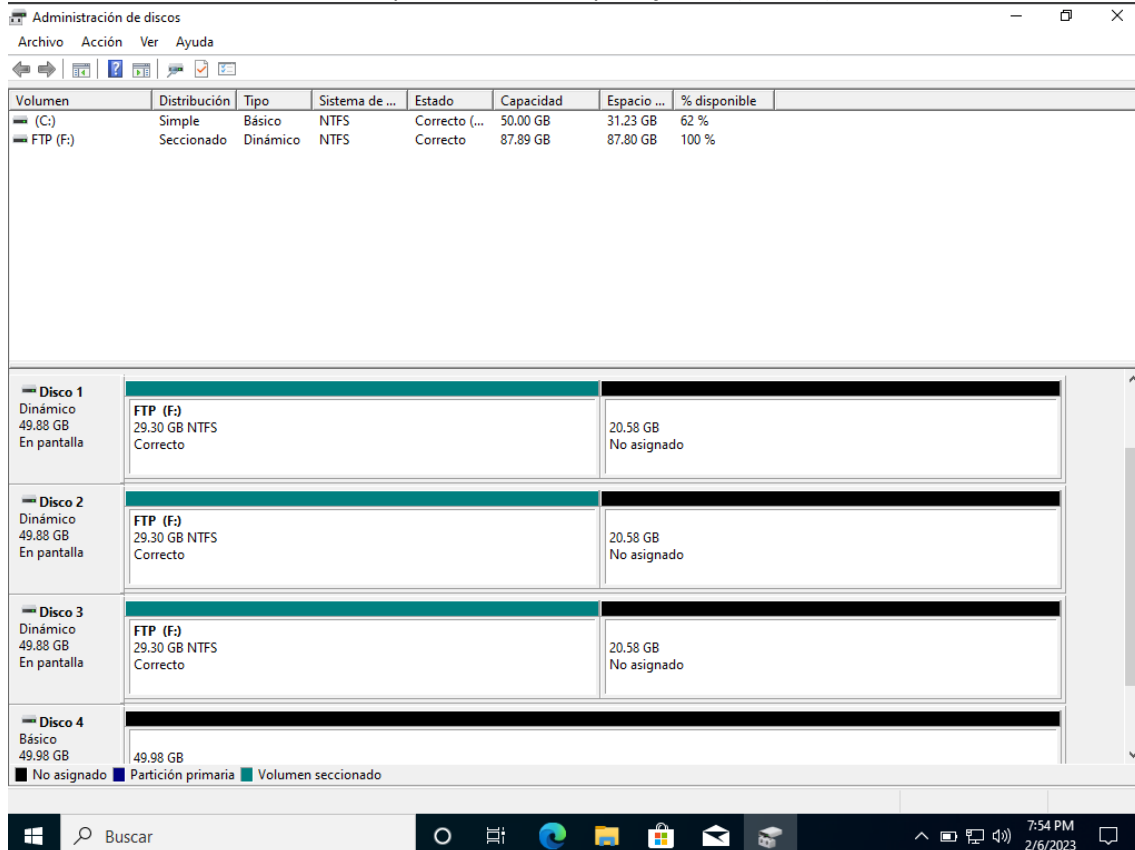 Administración de discos
Archivo Acción Ver Ayuda
Volumen Distribución Tipo Sistema de ... Estado Capacidad Espacio ... % disponible
(C:) Simple Básico NTFS Correcto (... 50.00 GB 31.23 GB 62 %
FTP (F:) Seccionado Dinámico NTFS Correcto 87.89 GB 87.80 GB 100 %
Disco 1
Dinámico
49.88 GB
En pantalla
FTP (F:)
29.30 GB NTFS
Correcto
20.58 GB
No asignado
Disco 2
Dinámico
49.88 GB
En pantalla
FTP (F:)
29.30 GB NTFS
Correcto
20.58 GB
No asignado
Disco 3
Dinámico
49.88 GB
En pantalla
FTP (F:)
29.30 GB NTFS
Correcto
20.58 GB
No asignado
Disco 4
Básico
49.98 GB
49.98 GB
No asignado Partición primaria Volumen seccionado
Buscar
7:54 PM
2/6/2023